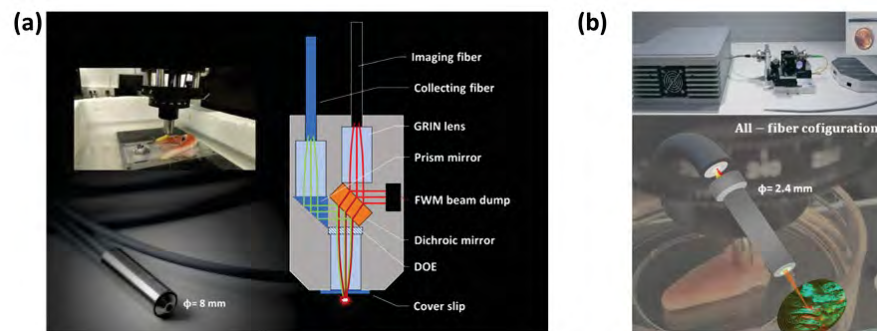 (a)
Imaging fiber
Collecting fiber
GRIN lens
Prism mirror
FWM beam dump
Dichroic mirror
DOE
Cover slip
ϕ= 8 mm
(b)
All – fiber cofiguration
ϕ= 2.4 mm